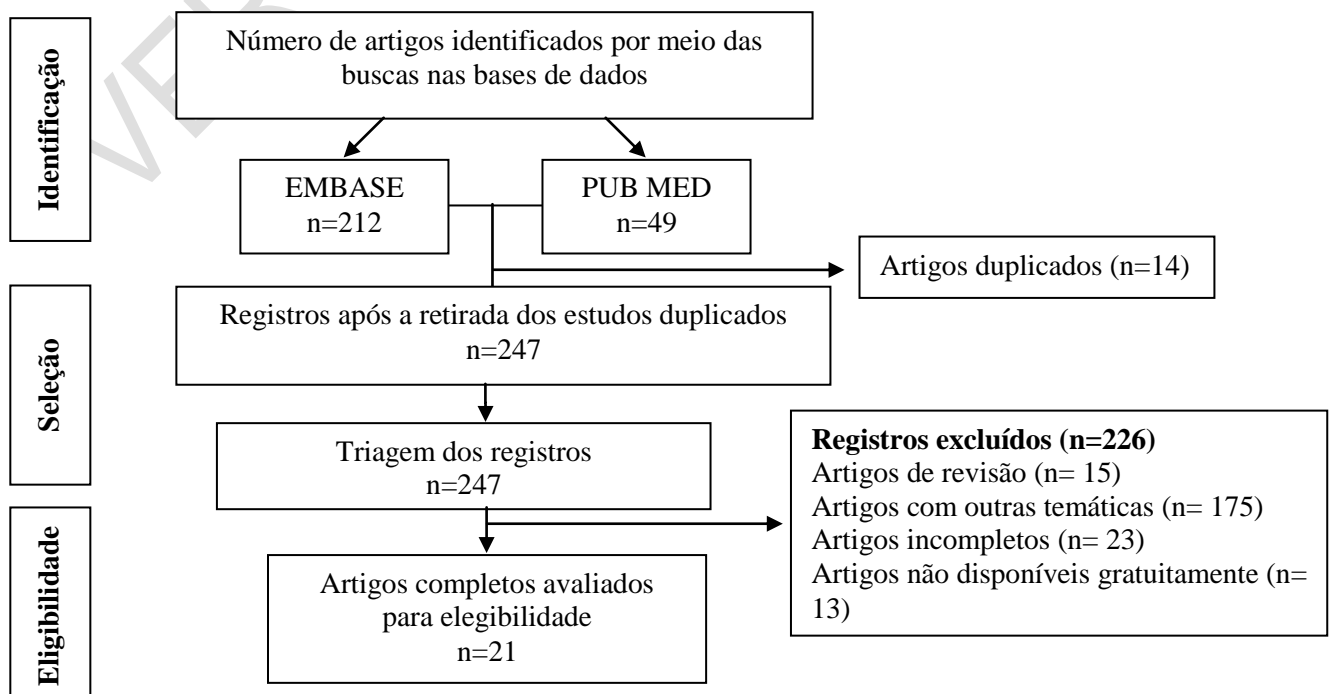 Identificação
Número de artigos identificados por meio das
buscas nas bases de dados
EMBASE
n=212
PUB MED
n=49
Artigos duplicados (n=14)
Seleção
Registros após a retirada dos estudos duplicados
n=247
Triagem dos registros
n=247
Registros excluídos (n=226)
Artigos de revisão (n= 15)
Artigos com outras temáticas (n= 175)
Artigos incompletos (n= 23)
Artigos não disponíveis gratuitamente (n=
13)
Eligibilidade
Artigos completos avaliados
para elegibilidade
n=21